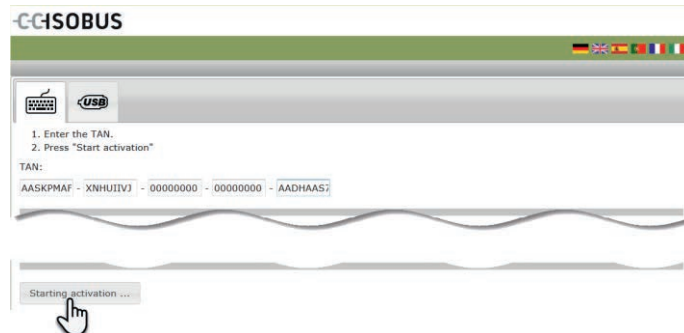 CCISOBUS
USB
1. Enter the TAN.
2. Press "Start activation"
TAN:
AASKPMAF - XNHUIIVJ - 00000000 - 00000000 - AADHAAS7
Starting activation ...